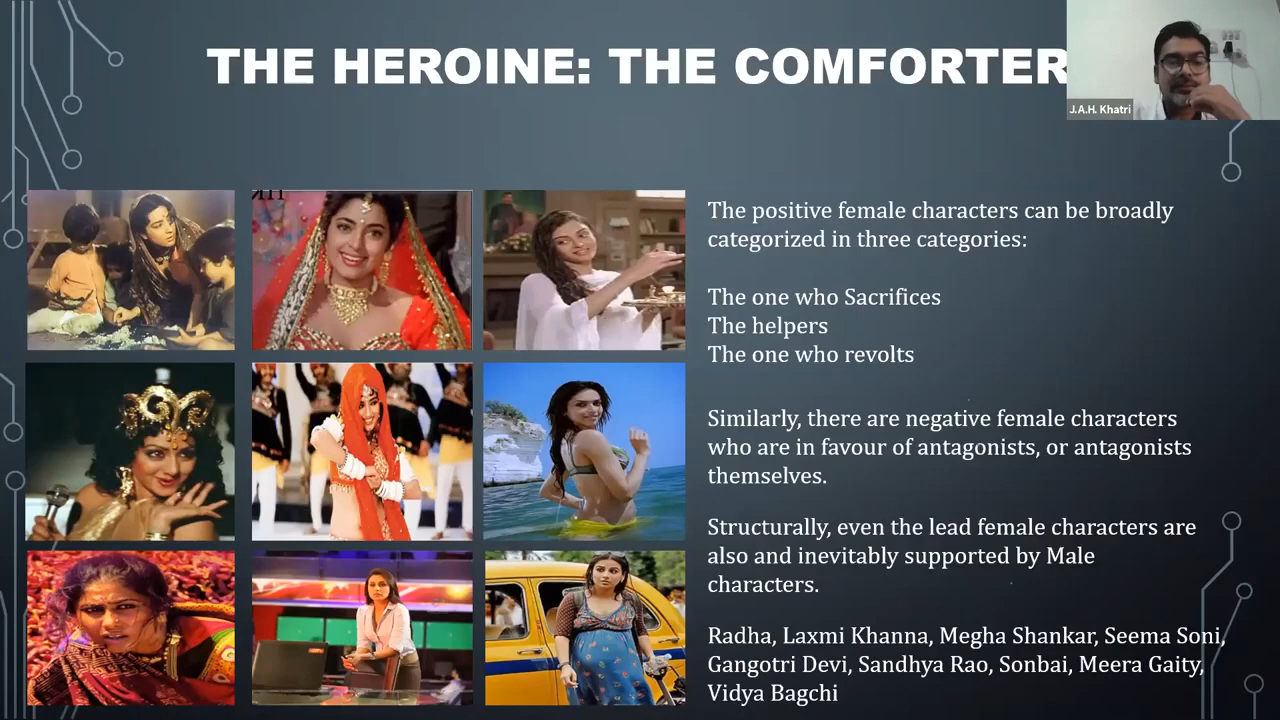 THE HEROINE: THE COMFORTER
J.A.H. Khatri
The positive female characters can be broadly
categorized in three categories:
The one who Sacrifices
The helpers
The one who revolts
Similarly, there are negative female characters
who are in favour of antagonists, or antagonists
themselves.
Structurally, even the lead female characters are
also and inevitably supported by Male
characters.
Radha, Laxmi Khanna, Megha Shankar, Seema Soni,
Gangotri Devi, Sandhya Rao, Sonbai, Meera Gaity,
Vidya Bagchi